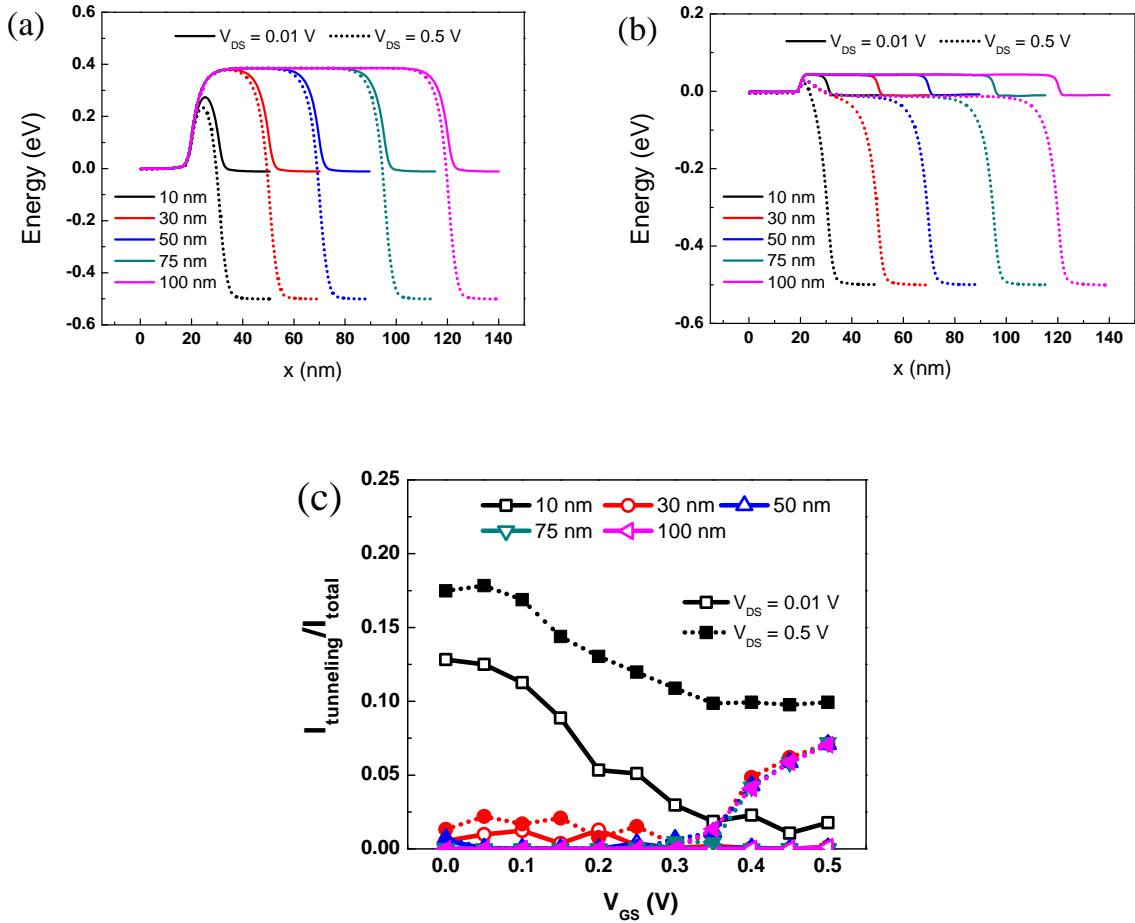 (a)
V_DS = 0.01 V V_DS = 0.5 V
0.6
0.4
0.2
0.0
-0.2
-0.4
-0.6
Energy (eV)
10 nm
30 nm
50 nm
75 nm
100 nm
0 20 40 60 80 100 120 140
x (nm)
(b)
V_DS = 0.01 V V_DS = 0.5 V
0.2
0.0
-0.2
-0.4
-0.6
Energy (eV)
10 nm
30 nm
50 nm
75 nm
100 nm
0 20 40 60 80 100 120 140
x (nm)
(c)
10 nm 30 nm 50 nm
75 nm 100 nm
V_DS = 0.01 V
V_DS = 0.5 V
0.25
0.20
0.15
0.10
0.05
0.00
I_tunneling/I_total
0.0 0.1 0.2 0.3 0.4 0.5
V_GS (V)